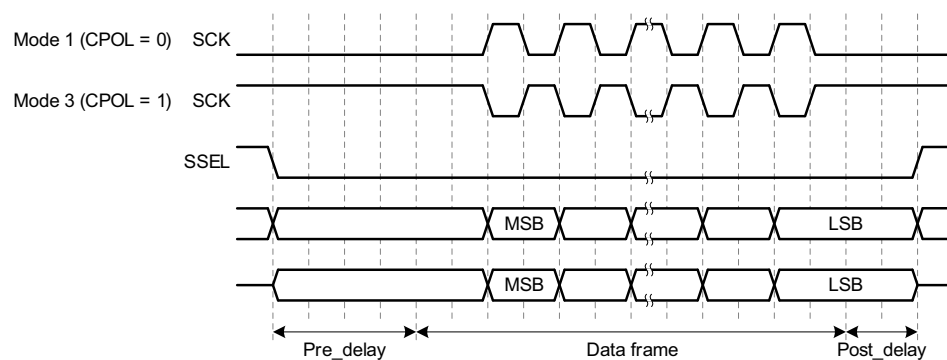 Mode 1 (CPOL = 0) SCK
Mode 3 (CPOL = 1) SCK
SSEL
MSB LSB
MSB LSB
Pre_delay Data frame Post_delay